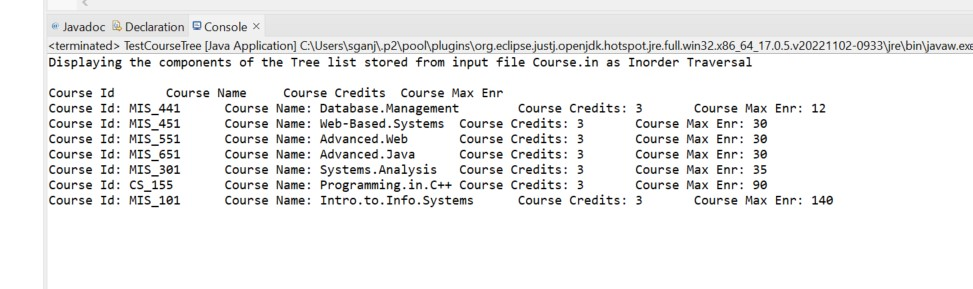 Javadoc Declaration Console ×
<terminated> TestCourseTree [Java Application] C:\Users\sganj\.p2\pool\plugins\org.eclipse.justj.openjdk.hotspot.jre.full.win32.x86_64_17.0.5.v20221102-0933\jre\bin\javaw.exe
Displaying the components of the Tree list stored from input file Course.in as Inorder Traversal
Course Id Course Name Course Credits Course Max Enr
Course Id: MIS_441 Course Name: Database.Management Course Credits: 3 Course Max Enr: 12
Course Id: MIS_451 Course Name: Web-Based.Systems Course Credits: 3 Course Max Enr: 30
Course Id: MIS_551 Course Name: Advanced.Web Course Credits: 3 Course Max Enr: 30
Course Id: MIS_651 Course Name: Advanced.Java Course Credits: 3 Course Max Enr: 30
Course Id: MIS_301 Course Name: Systems.Analysis Course Credits: 3 Course Max Enr: 35
Course Id: CS_155 Course Name: Programming.in.C++ Course Credits: 3 Course Max Enr: 90
Course Id: MIS_101 Course Name: Intro.to.Info.Systems Course Credits: 3 Course Max Enr: 140